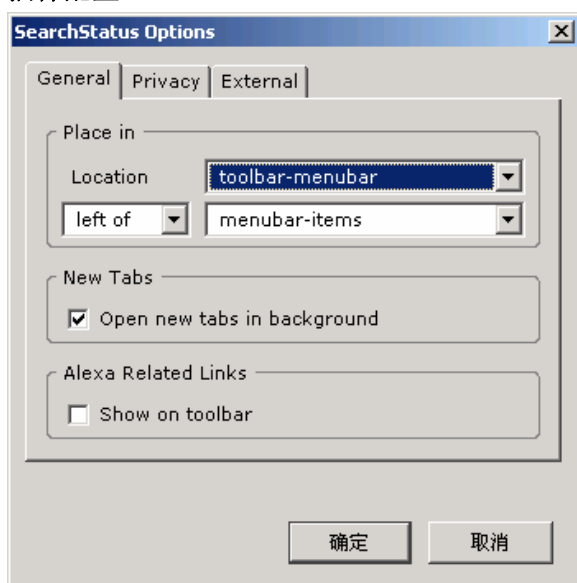 SearchStatus Options
General Privacy External
Place in
Location toolbar-menubar
left of menubar-items
New Tabs
Open new tabs in background
Alexa Related Links
Show on toolbar
确定 取消